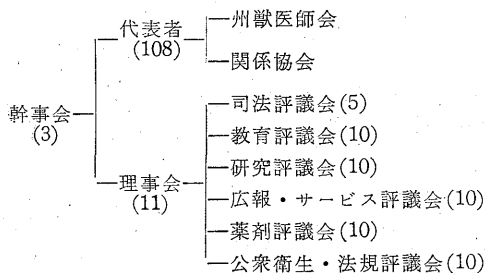 代表者
(108)
州獣医師会
関係協会
幹事会
(3)
理事会
(11)
司法評議会(5)
教育評議会(10)
研究評議会(10)
広報・サービス評議会(10)
薬剤評議会(10)
公衆衛生・法規評議会(10)